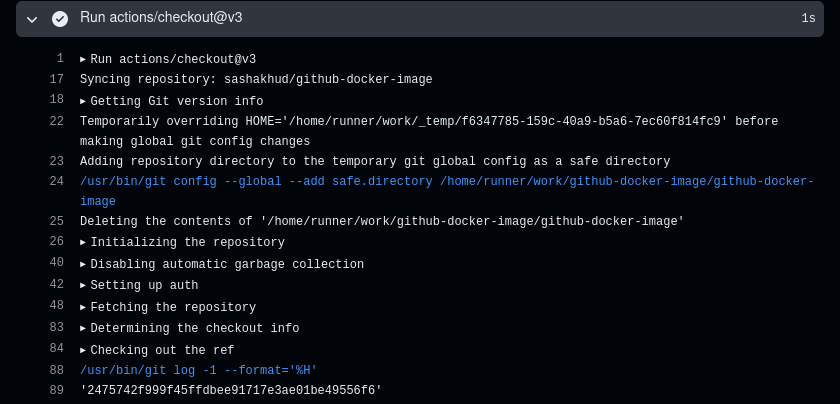 Run actions/checkout@v3 1s
1 ▸ Run actions/checkout@v3
17 Syncing repository: sashakhud/github-docker-image
18 ▸ Getting Git version info
22 Temporarily overriding HOME='/home/runner/work/_temp/f6347785-159c-40a9-b5a6-7ec60f814fc9' before
making global git config changes
23 Adding repository directory to the temporary git global config as a safe directory
24 /usr/bin/git config --global --add safe.directory /home/runner/work/github-docker-image/github-docker-
image
25 Deleting the contents of '/home/runner/work/github-docker-image/github-docker-image'
26 ▸ Initializing the repository
40 ▸ Disabling automatic garbage collection
42 ▸ Setting up auth
48 ▸ Fetching the repository
83 ▸ Determining the checkout info
84 ▸ Checking out the ref
88 /usr/bin/git log -1 --format='%H'
89 '2475742f999f45ffdbee91717e3ae01be49556f6'